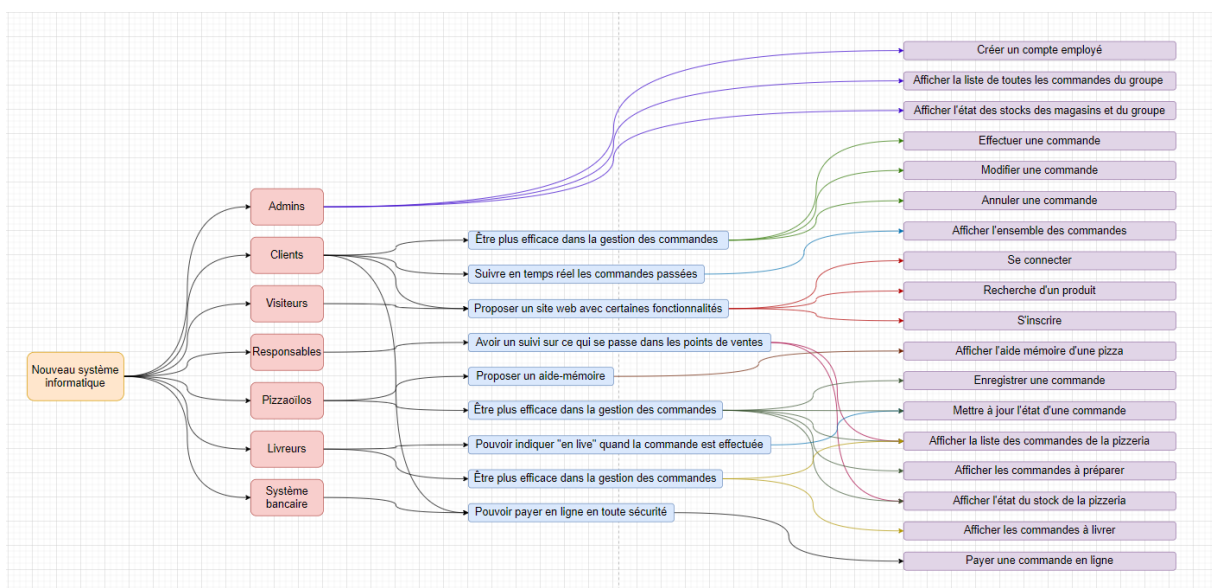 Nouveau système
informatique
Admins
Clients
Visiteurs
Responsables
Pizzaoïlos
Livreurs
Système
bancaire
Être plus efficace dans la gestion des commandes
Suivre en temps réel les commandes passées
Proposer un site web avec certaines fonctionnalités
Avoir un suivi sur ce qui se passe dans les points de ventes
Proposer un aide-mémoire
Être plus efficace dans la gestion des commandes
Pouvoir indiquer "en live" quand la commande est effectuée
Être plus efficace dans la gestion des commandes
Pouvoir payer en ligne en toute sécurité
Créer un compte employé
Afficher la liste de toutes les commandes du groupe
Afficher l'état des stocks des magasins et du groupe
Effectuer une commande
Modifier une commande
Annuler une commande
Afficher l'ensemble des commandes
Se connecter
Recherche d'un produit
S'inscrire
Afficher l'aide mémoire d'une pizza
Enregistrer une commande
Mettre à jour l'état d'une commande
Afficher la liste des commandes de la pizzeria
Afficher les commandes à préparer
Afficher l'état du stock de la pizzeria
Afficher les commandes à livrer
Payer une commande en ligne